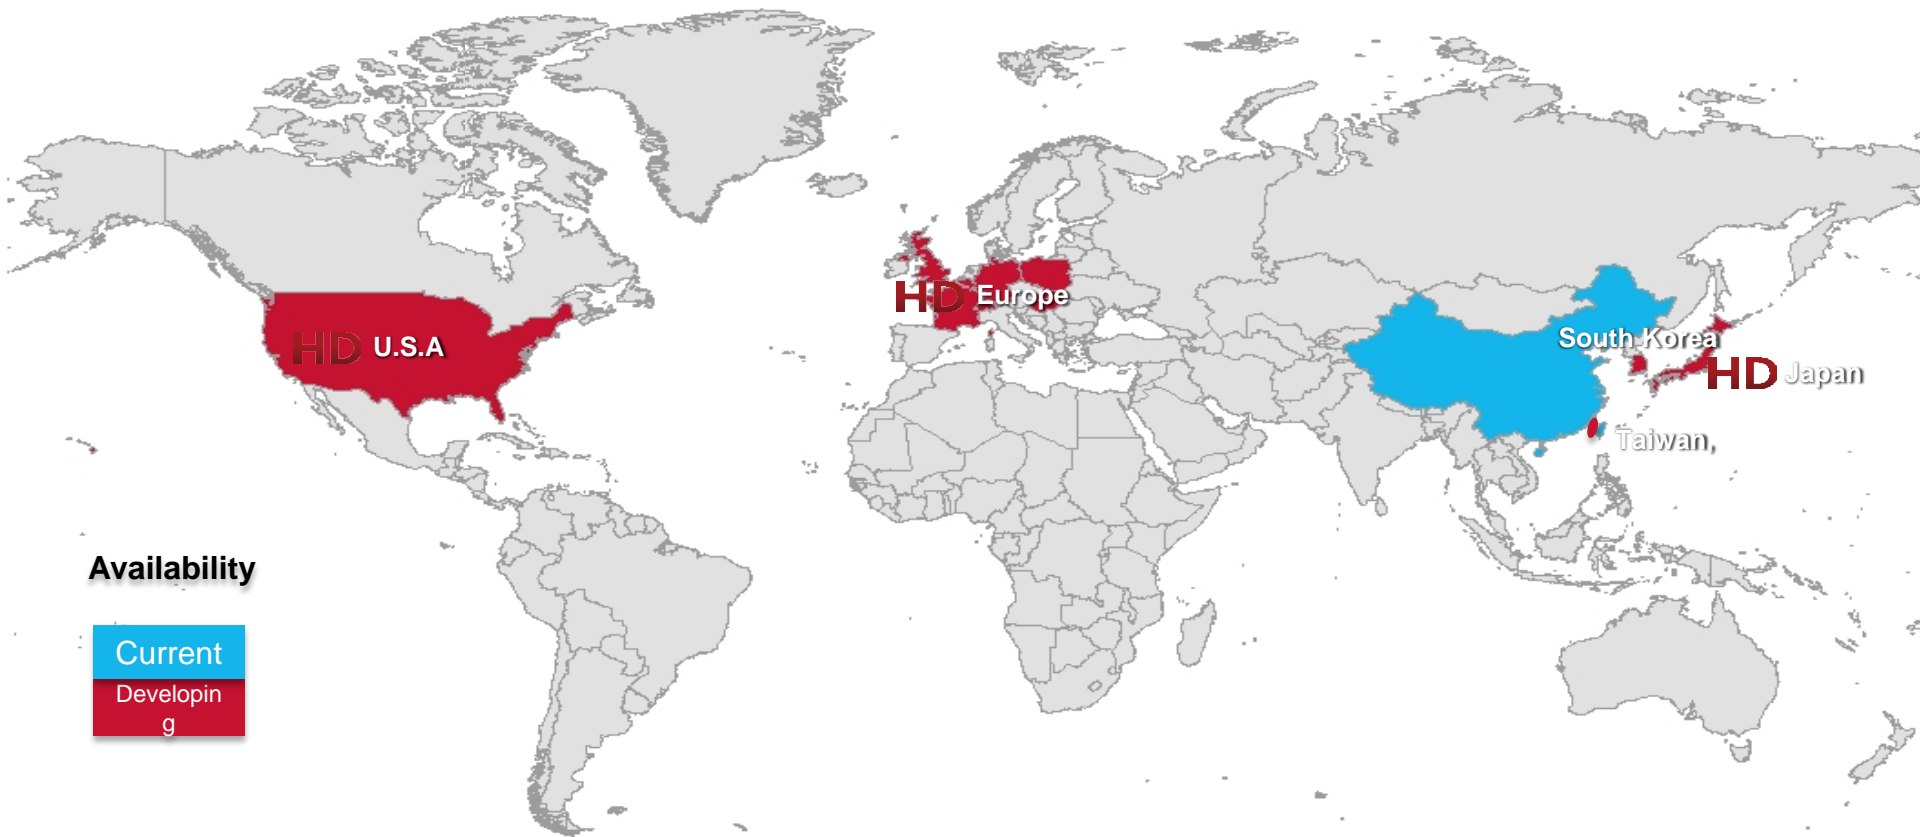 HD U.S.A
HD Europe
South Korea
HD Japan
Taiwan,
Availability
Current
Developin
g